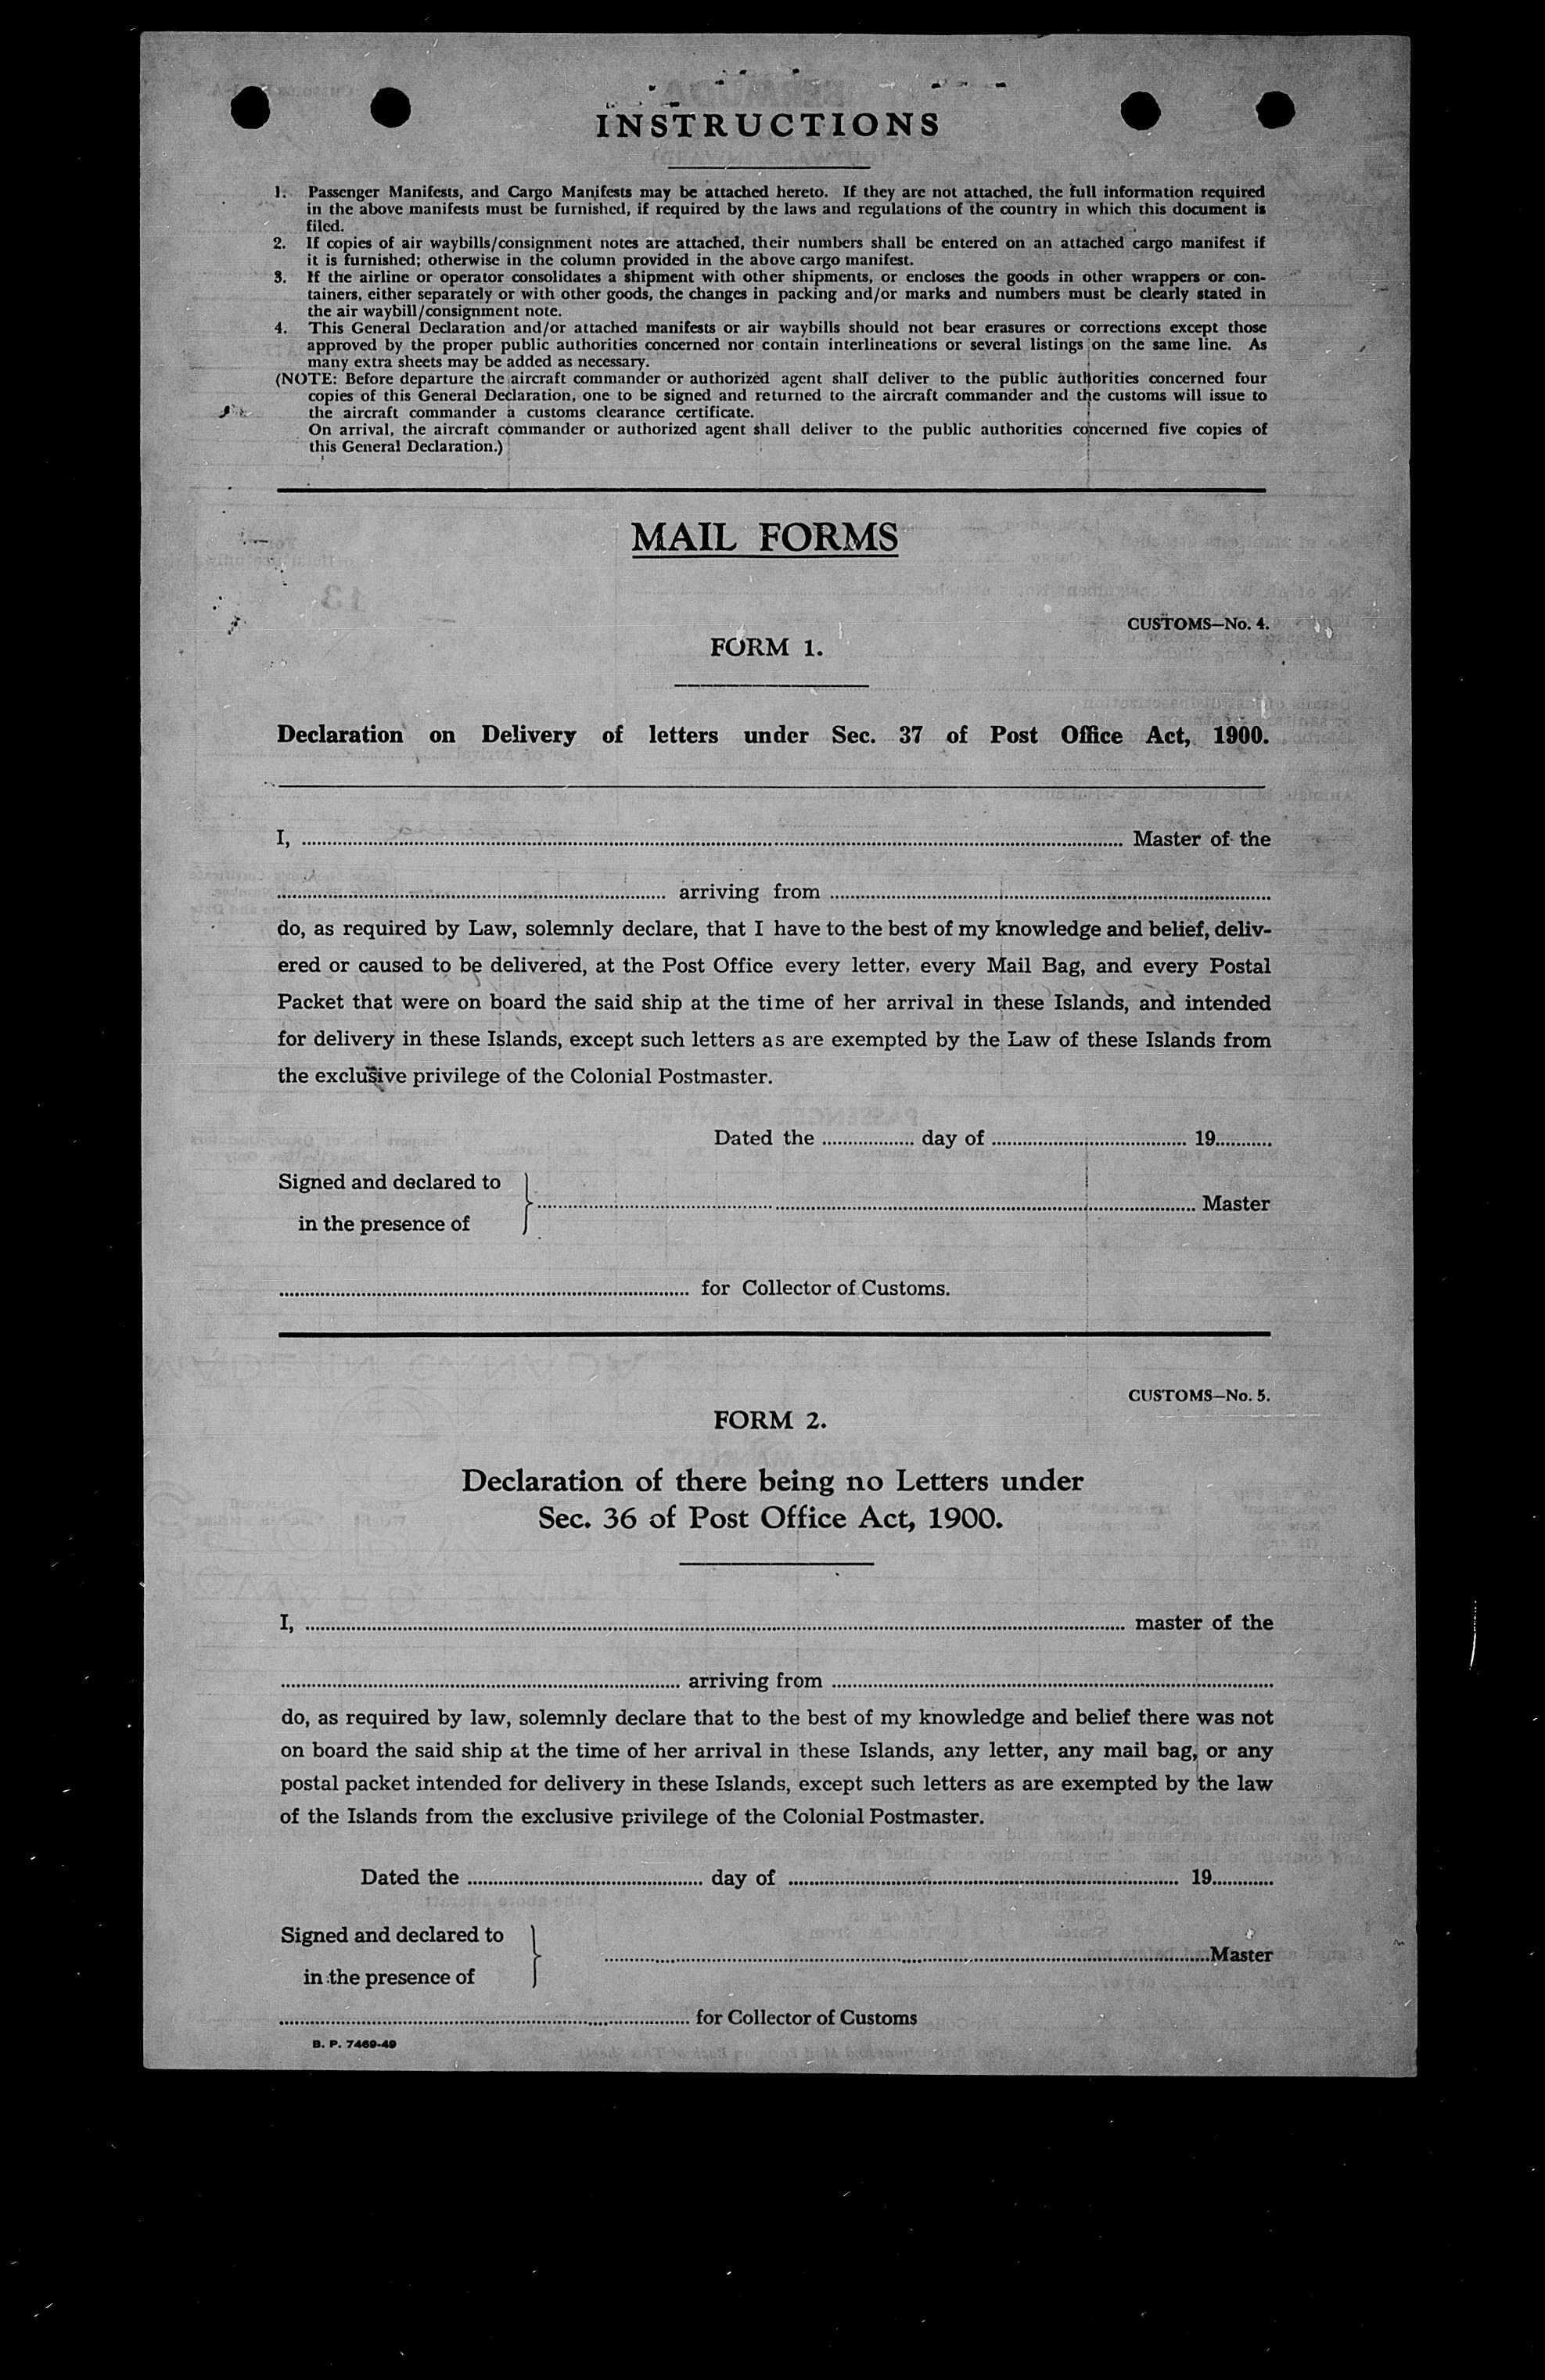 INSTRUCTIONS
1. Passenger Manifests, and Cargo Manifests may be attached hereto. If they are not attached, the full information required
in the above manifests must be furnished, if required by the laws and regulations of the country in which this document is
filed.
2. If copies of air waybills/consignment notes are attached, their numbers shall be entered on an attached cargo manifest if
it is furnished; otherwise in the column provided in the above cargo manifest.
3. If the airline or operator consolidates a shipment with other shipments, or encloses the goods in other wrappers or con-
tainers, either separately or with other goods, the changes in packing and/or marks and numbers must be clearly stated in
the air waybill/consignment note.
4. This General Declaration and/or attached manifests or air waybills should not bear erasures or corrections except those
approved by the proper public authorities concerned nor contain interlineations or several listings on the same line. As
many extra sheets may be added as necessary.
(NOTE: Before departure the aircraft commander or authorized agent shall deliver to the public authorities concerned four
copies of this General Declaration, one to be signed and returned to the aircraft commander and the customs will issue to
the aircraft commander a customs clearance certificate.
On arrival, the aircraft commander or authorized agent shall deliver to the public authorities concerned five copies of
this General Declaration.)
MAIL FORMS
CUSTOMS—No. 4.
FORM 1.
Declaration on Delivery of letters under Sec. 37 of Post Office Act, 1900.
I, ........ Master of the
........ arriving from ........
do, as required by Law, solemnly declare, that I have to the best of my knowledge and belief, deliv-
ered or caused to be delivered, at the Post Office every letter, every Mail Bag, and every Postal
Packet that were on board the said ship at the time of her arrival in these Islands, and intended
for delivery in these Islands, except such letters as are exempted by the Law of these Islands from
the exclusive privilege of the Colonial Postmaster.
Dated the ........ day of ........ 19........
Signed and declared to
........ Master
in the presence of
........ for Collector of Customs.
CUSTOMS—No. 5.
FORM 2.
Declaration of there being no Letters under
Sec. 36 of Post Office Act, 1900.
I, ........ master of the
........ arriving from ........
do, as required by law, solemnly declare that to the best of my knowledge and belief there was not
on board the said ship at the time of her arrival in these Islands, any letter, any mail bag, or any
postal packet intended for delivery in these Islands, except such letters as are exempted by the law
of the Islands from the exclusive privilege of the Colonial Postmaster.
Dated the ........ day of ........ 19........
Signed and declared to
........Master
in the presence of
........ for Collector of Customs
B. P. 7469-49